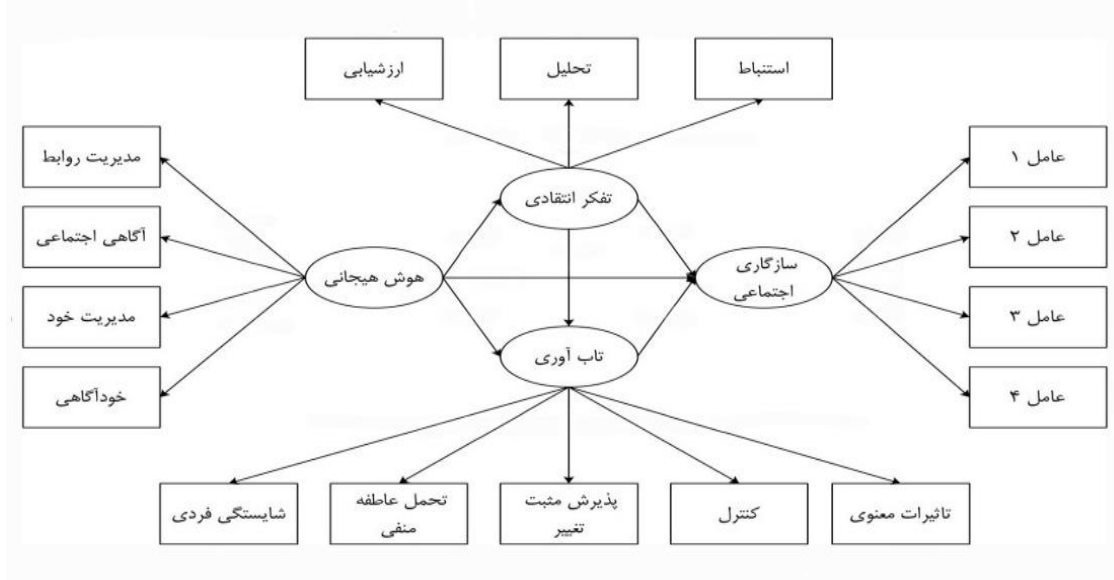 استنباط
تحلیل
ارزشیابی
عامل ۱
مدیریت روابط
تفکر انتقادی
عامل ۲
آگاهی اجتماعی
سازگاری
اجتماعی
هوش هیجانی
عامل ۳
مدیریت خود
تاب آوری
عامل ۴
خودآگاهی
تاثیرات معنوی
کنترل
پذیرش مثبت
تغییر
تحمل عاطفه
منفی
شایستگی فردی